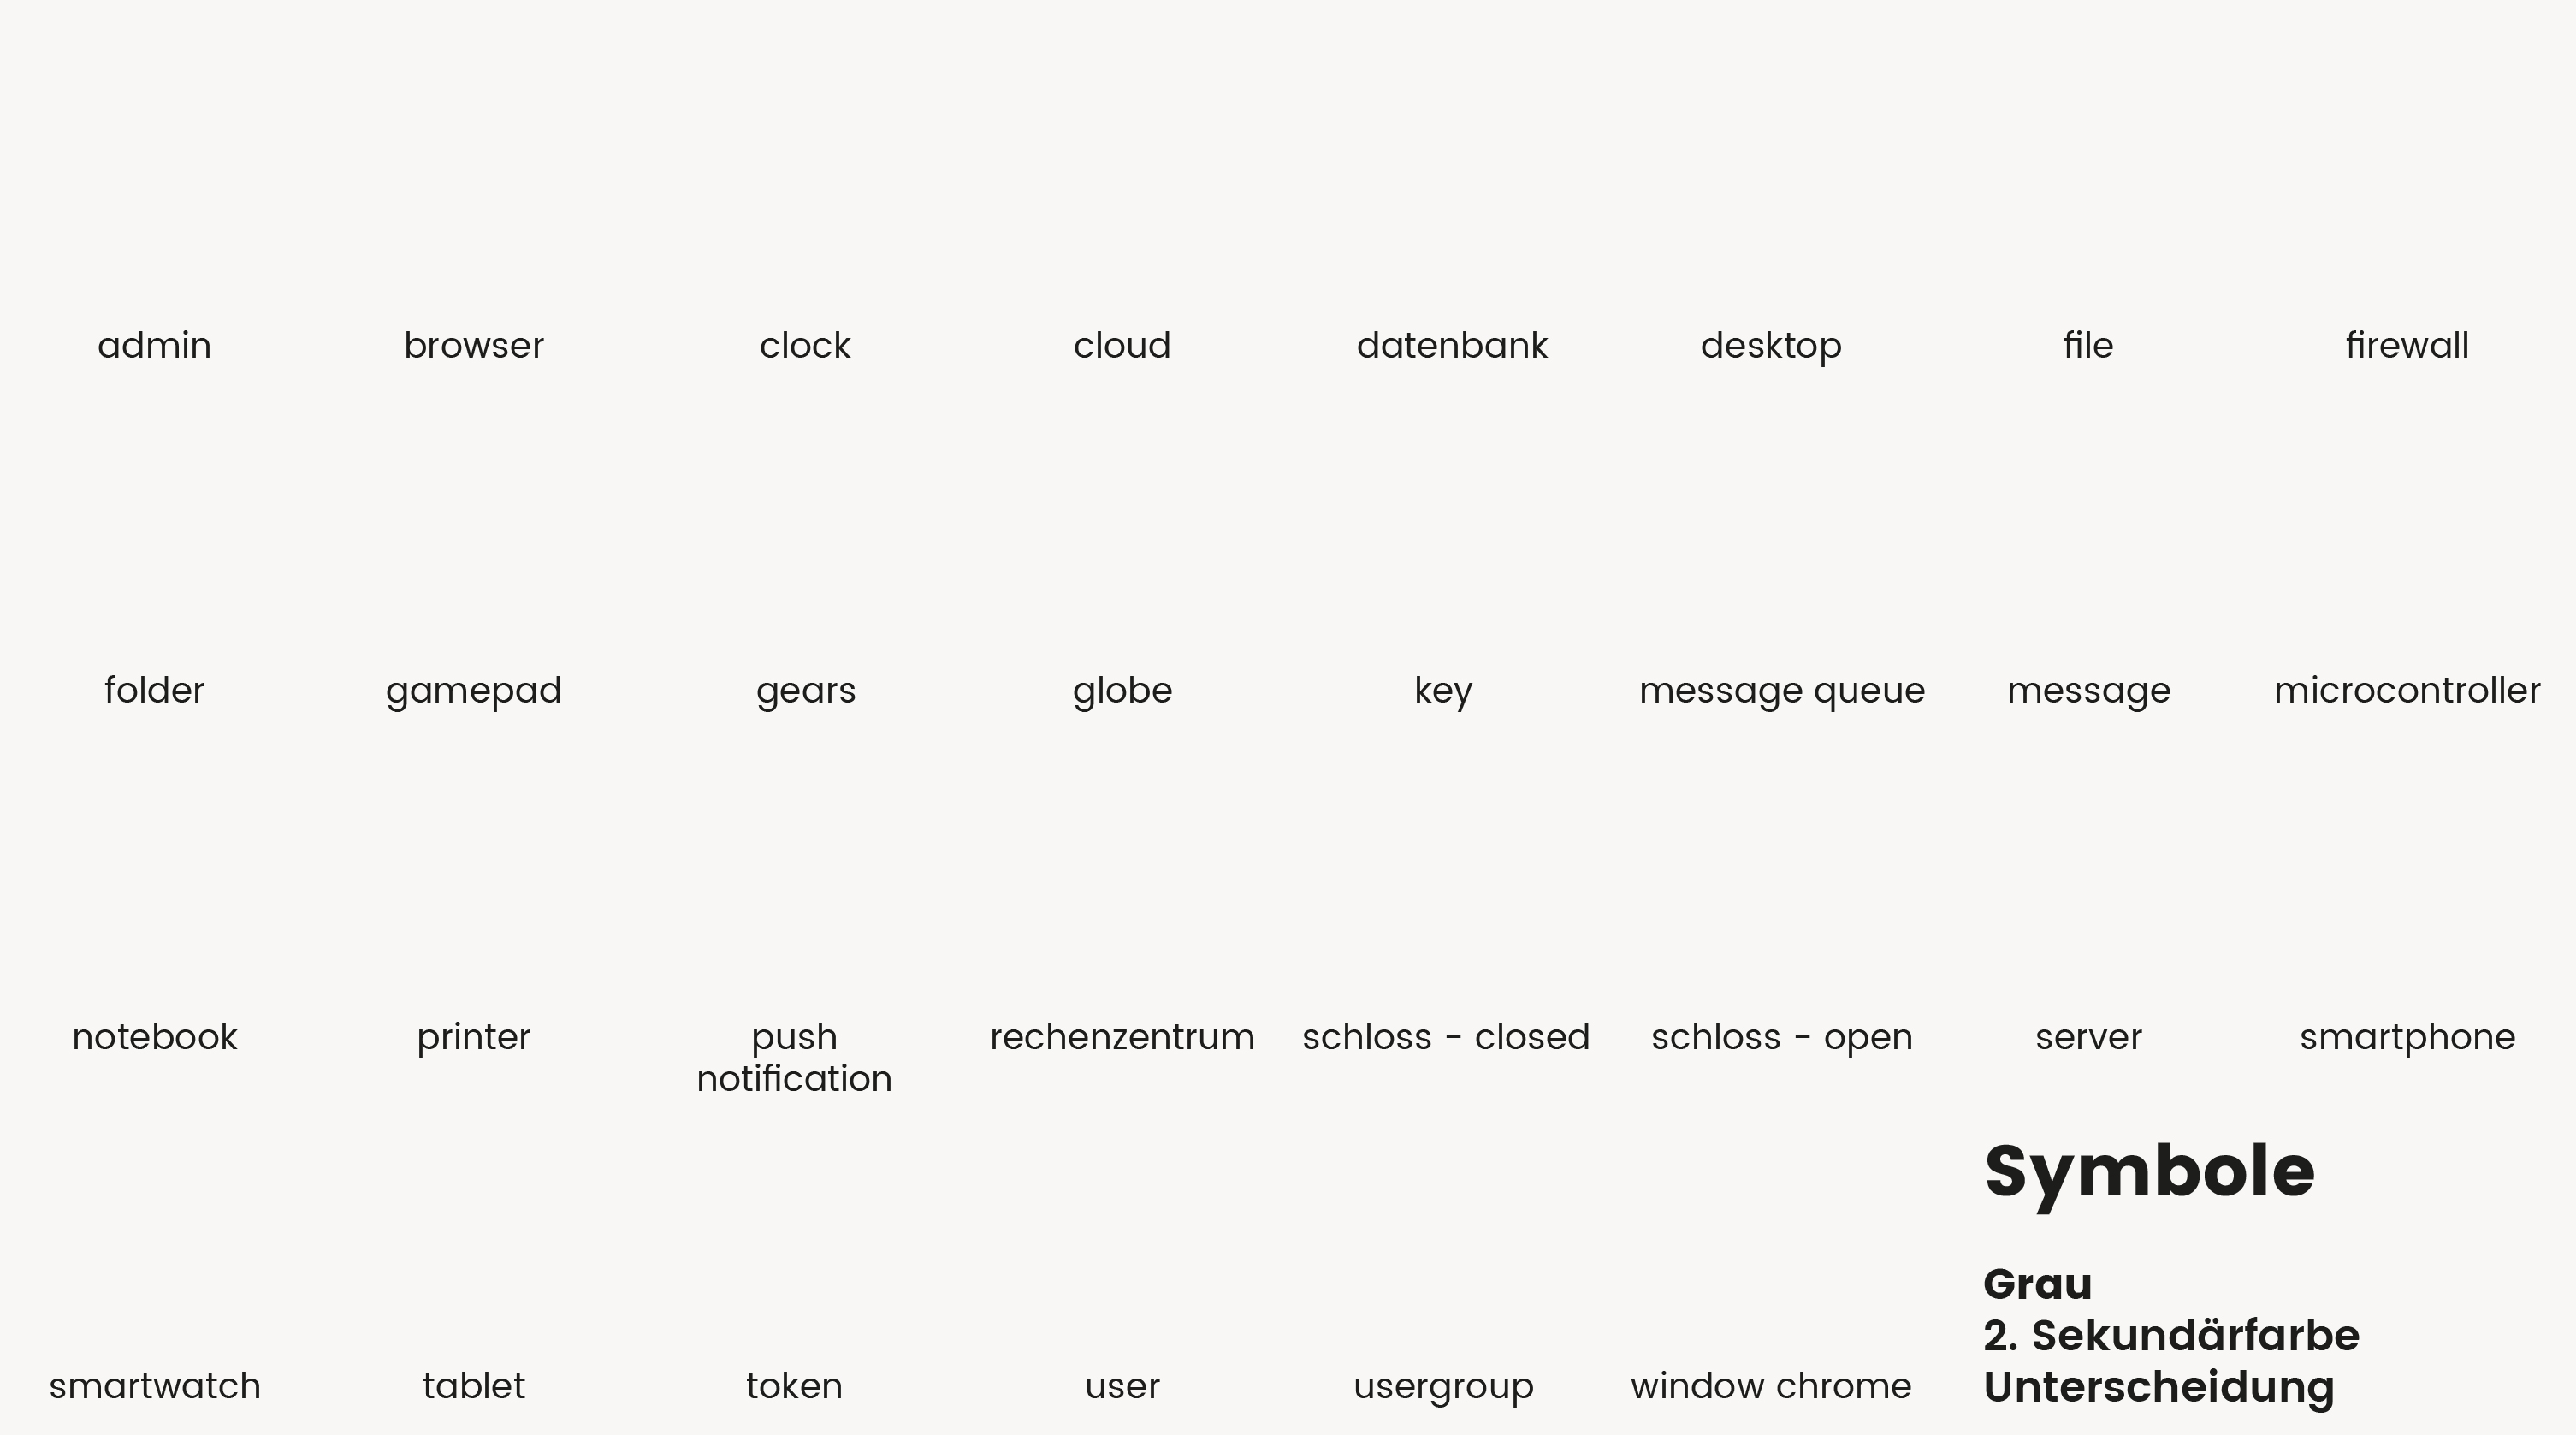 admin browser clock cloud datenbank desktop file firewall
folder gamepad gears globe key message queue message microcontroller
notebook printer push notification rechenzentrum schloss - closed schloss - open server smartphone
smartwatch tablet token user usergroup window chrome
Symbole
Grau
2. Sekundärfarbe
Unterscheidung